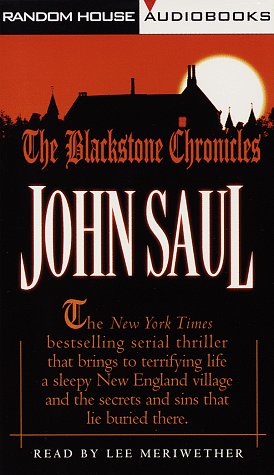 RANDOM HOUSE AUDIOBOOKS
The Blackstone Chronicles
JOHN SAUL
The New York Times
bestselling serial thriller
that brings to terrifying life
a sleepy New England village
and the secrets and sins that
lie buried there.
READ BY LEE MERIWETHER